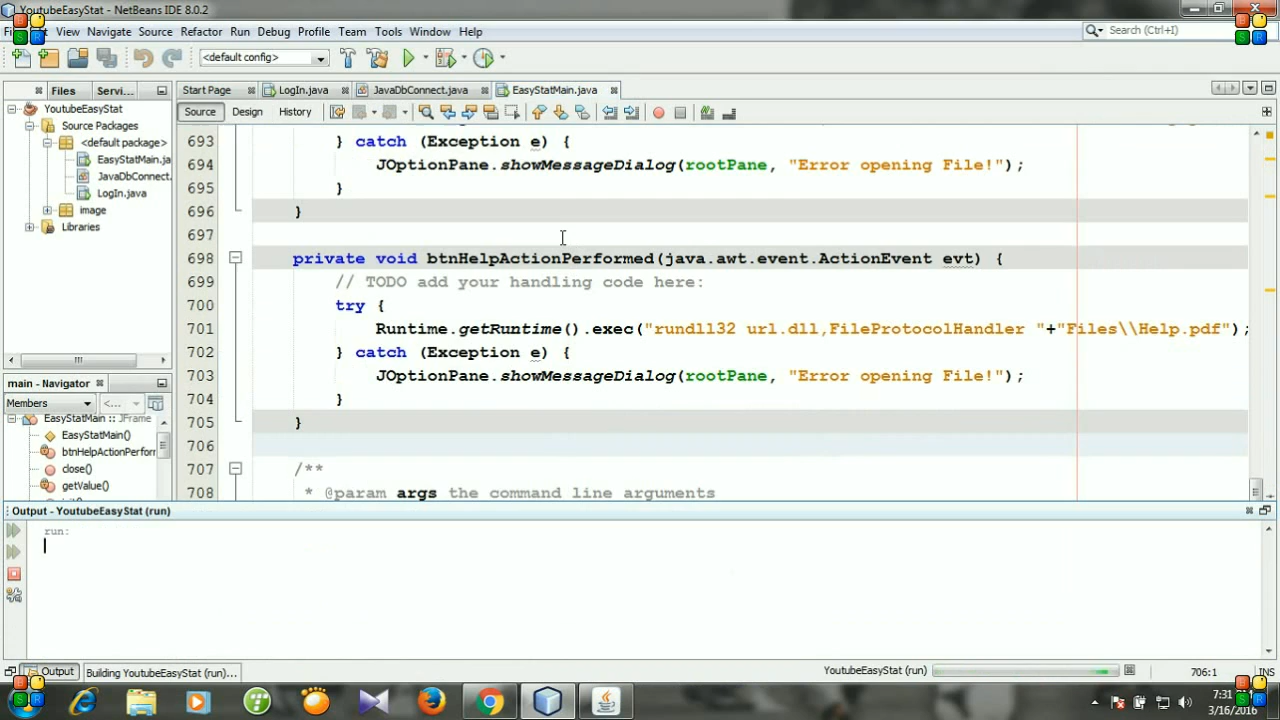 YoutubeEasyStat - NetBeans IDE 8.0.2
View Navigate Source Refactor Run Debug Profile Team Tools Window Help
Search (Ctrl+I)
<default config>
Files Servi...
Start Page LogIn.java JavaDbConnect.java EasyStatMain.java
YoutubeEasyStat
Source Packages
<default package>
EasyStatMain.ja
JavaDbConnect.
LogIn.java
image
Libraries
Source Design History
693 } catch (Exception e) {
694 JOptionPane.showMessageDialog(rootPane, "Error opening File!");
695 }
696 }
697
698 private void btnHelpActionPerformed(java.awt.event.ActionEvent evt) {
699 // TODO add your handling code here:
700 try {
701 Runtime.getRuntime().exec("rundll32 url.dll,FileProtocolHandler "+"Files\\Help.pdf");
702 } catch (Exception e) {
703 JOptionPane.showMessageDialog(rootPane, "Error opening File!");
704 }
705 }
706
707 /**
708 * @param args the command line arguments
main - Navigator
Members <...
EasyStatMain :: JFrame
EasyStatMain()
btnHelpActionPerforn
close()
getValue()
Output - YoutubeEasyStat (run)
run:
Output
Building YoutubeEasyStat (run)...
YoutubeEasyStat (run)
706:1 INS
7:31
3/16/2016